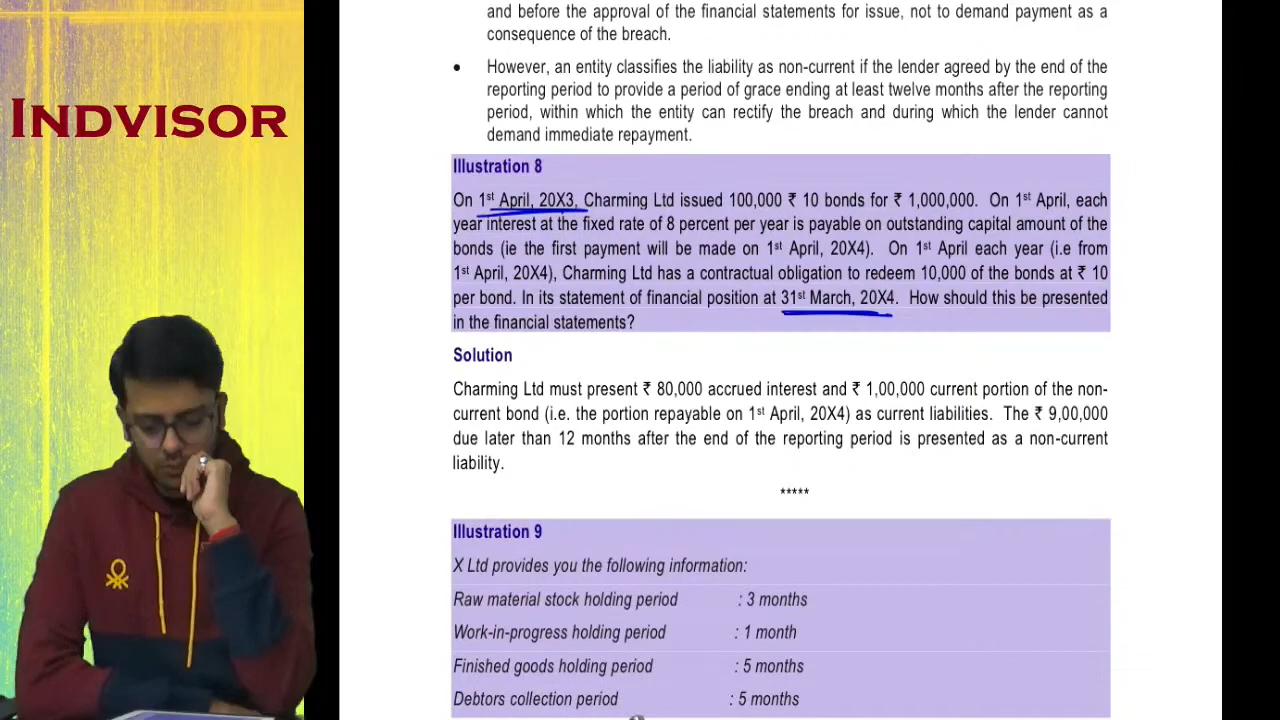 INDVISOR
and before the approval of the financial statements for issue, not to demand payment as a
consequence of the breach.
• However, an entity classifies the liability as non-current if the lender agreed by the end of the
reporting period to provide a period of grace ending at least twelve months after the reporting
period, within which the entity can rectify the breach and during which the lender cannot
demand immediate repayment.
Illustration 8
On 1st April, 20X3, Charming Ltd issued 100,000 ₹ 10 bonds for ₹ 1,000,000. On 1st April, each
year interest at the fixed rate of 8 percent per year is payable on outstanding capital amount of the
bonds (ie the first payment will be made on 1st April, 20X4). On 1st April each year (i.e from
1st April, 20X4), Charming Ltd has a contractual obligation to redeem 10,000 of the bonds at ₹ 10
per bond. In its statement of financial position at 31st March, 20X4. How should this be presented
in the financial statements?
Solution
Charming Ltd must present ₹ 80,000 accrued interest and ₹ 1,00,000 current portion of the non-
current bond (i.e. the portion repayable on 1st April, 20X4) as current liabilities. The ₹ 9,00,000
due later than 12 months after the end of the reporting period is presented as a non-current
liability.
*****
Illustration 9
X Ltd provides you the following information:
Raw material stock holding period : 3 months
Work-in-progress holding period : 1 month
Finished goods holding period : 5 months
Debtors collection period : 5 months